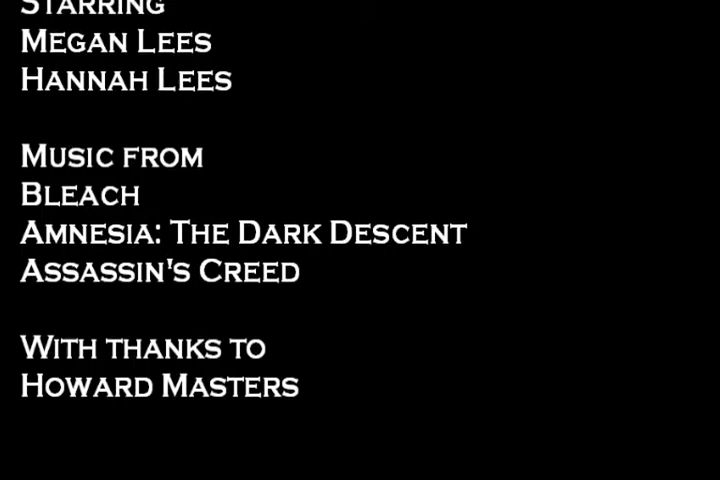 Starring
Megan Lees
Hannah Lees
Music from
Bleach
Amnesia: The Dark Descent
Assassin's Creed
With thanks to
Howard Masters